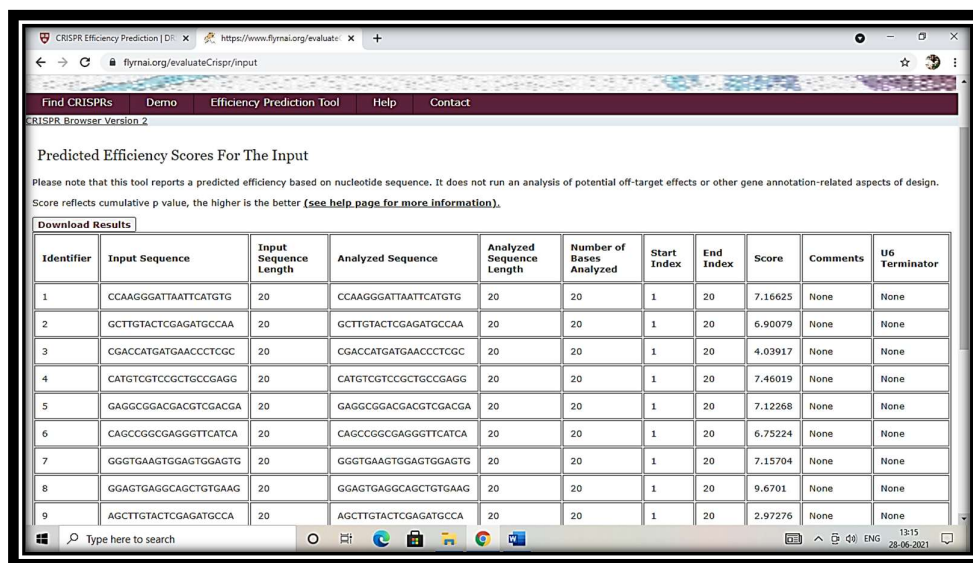 CRISPR Efficiency Prediction | DR
https://www.flyrnai.org/evaluate
flyrnai.org/evaluateCrispr/input
Find CRISPRs Demo Efficiency Prediction Tool Help Contact
CRISPR Browser Version 2
Predicted Efficiency Scores For The Input
Please note that this tool reports a predicted efficiency based on nucleotide sequence. It does not run an analysis of potential off-target effects or other gene annotation-related aspects of design.
Score reflects cumulative p value, the higher is the better (see help page for more information).
Download Results
Identifier Input Sequence Input Sequence Length Analyzed Sequence Analyzed Sequence Length Number of Bases Analyzed Start Index End Index Score Comments U6 Terminator
1 CCAAGGGATTAATTCATGTG 20 CCAAGGGATTAATTCATGTG 20 20 1 20 7.16625 None None
2 GCTTGTACTCGAGATGCCAA 20 GCTTGTACTCGAGATGCCAA 20 20 1 20 6.90079 None None
3 CGACCATGATGAACCCTCGC 20 CGACCATGATGAACCCTCGC 20 20 1 20 4.03917 None None
4 CATGTCGTCCGCTGCCGAGG 20 CATGTCGTCCGCTGCCGAGG 20 20 1 20 7.46019 None None
5 GAGGCGGACGACGTCGACGA 20 GAGGCGGACGACGTCGACGA 20 20 1 20 7.12268 None None
6 CAGCCGGCGAGGGTTCATCA 20 CAGCCGGCGAGGGTTCATCA 20 20 1 20 6.75224 None None
7 GGGTGAAGTGGAGTGGAGTG 20 GGGTGAAGTGGAGTGGAGTG 20 20 1 20 7.15704 None None
8 GGAGTGAGGCAGCTGTGAAG 20 GGAGTGAGGCAGCTGTGAAG 20 20 1 20 9.6701 None None
9 AGCTTGTACTCGAGATGCCA 20 AGCTTGTACTCGAGATGCCA 20 20 1 20 2.97276 None None
Type here to search
ENG
13:15
28-06-2021